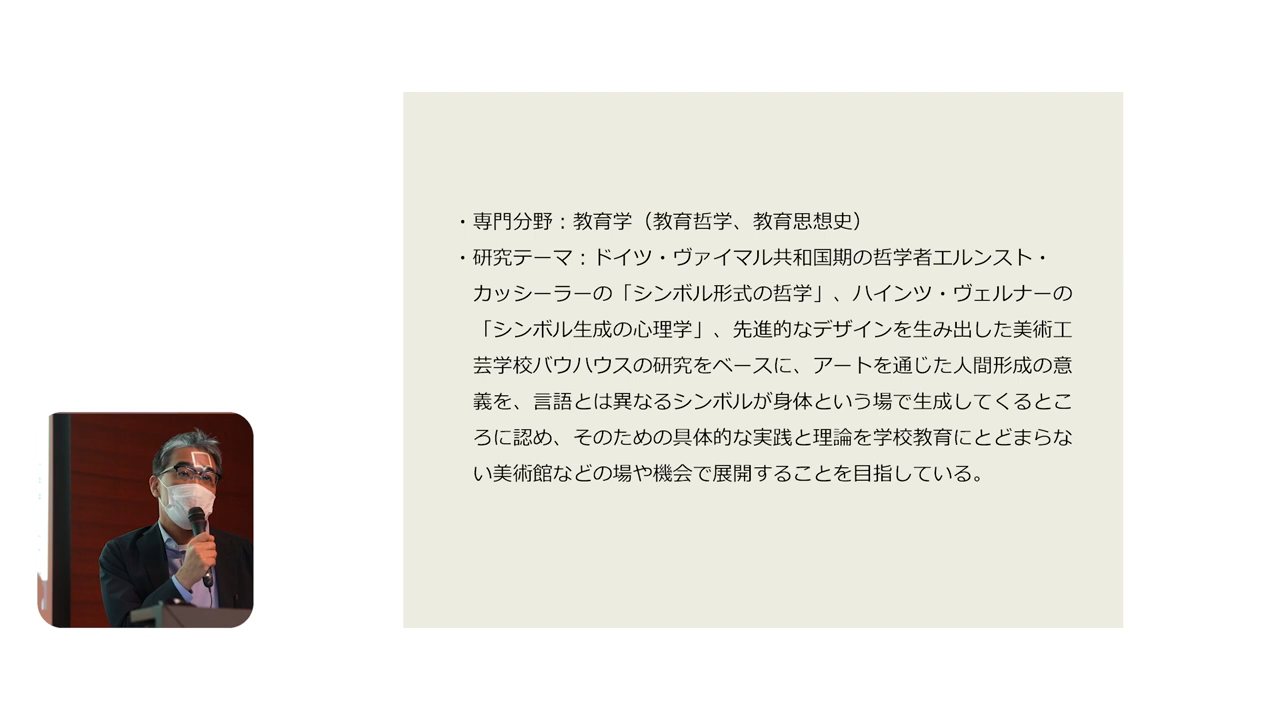 ・専門分野：教育学（教育哲学、教育思想史）
・研究テーマ：ドイツ・ヴァイマル共和国期の哲学者エルンスト・
カッシーラーの「シンボル形式の哲学」、ハインツ・ヴェルナーの
「シンボル生成の心理学」、先進的なデザインを生み出した美術工
芸学校バウハウスの研究をベースに、アートを通じた人間形成の意
義を、言語とは異なるシンボルが身体という場で生成してくるとこ
ろに認め、そのための具体的な実践と理論を学校教育にとどまらな
い美術館などの場や機会で展開することを目指している。